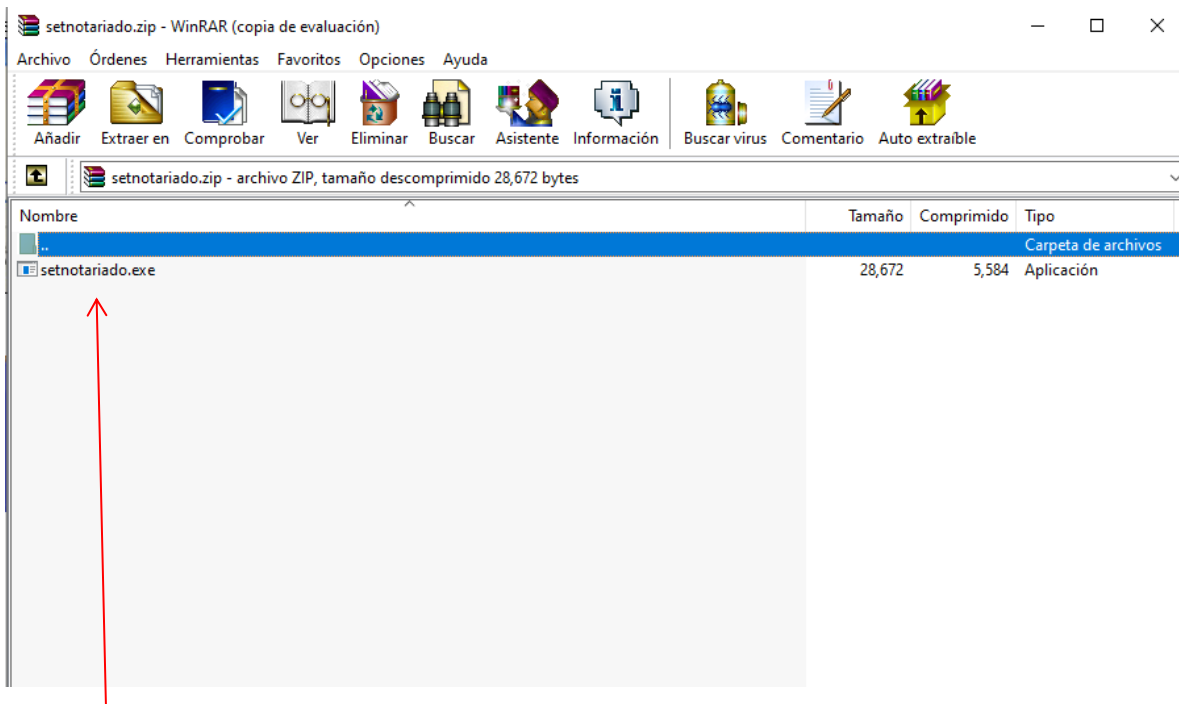 setnotariado.zip - WinRAR (copia de evaluación)
Archivo Órdenes Herramientas Favoritos Opciones Ayuda
Añadir Extraer en Comprobar Ver Eliminar Buscar Asistente Información Buscar virus Comentario Auto extraíble
setnotariado.zip - archivo ZIP, tamaño descomprimido 28,672 bytes
Nombre Tamaño Comprimido Tipo
.. Carpeta de archivos
setnotariado.exe 28,672 5,584 Aplicación